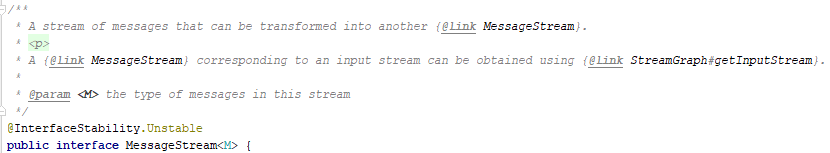 /**
 * A stream of messages that can be transformed into another {@link MessageStream}.
 * <p>
 * A {@link MessageStream} corresponding to an input stream can be obtained using {@link StreamGraph#getInputStream}.
 *
 * @param <M> the type of messages in this stream
 */
@InterfaceStability.Unstable
public interface MessageStream<M> {